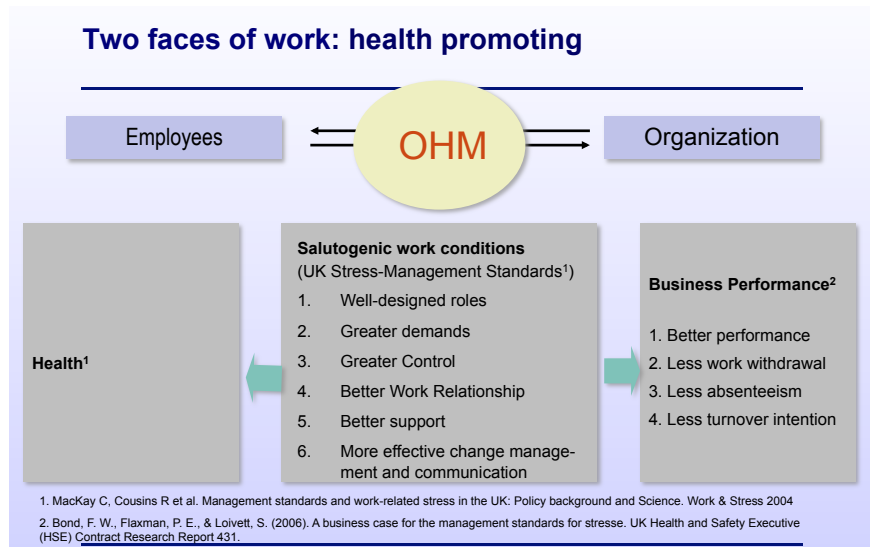 Two faces of work: health promoting
Employees
OHM
Organization
Health¹
Salutogenic work conditions
(UK Stress-Management Standards¹)
1. Well-designed roles
2. Greater demands
3. Greater Control
4. Better Work Relationship
5. Better support
6. More effective change manage-
ment and communication
Business Performance²
1. Better performance
2. Less work withdrawal
3. Less absenteeism
4. Less turnover intention
1. MacKay C, Cousins R et al. Management standards and work-related stress in the UK: Policy background and Science. Work & Stress 2004
2. Bond, F. W., Flaxman, P. E., & Loivett, S. (2006). A business case for the management standards for stresse. UK Health and Safety Executive
(HSE) Contract Research Report 431.